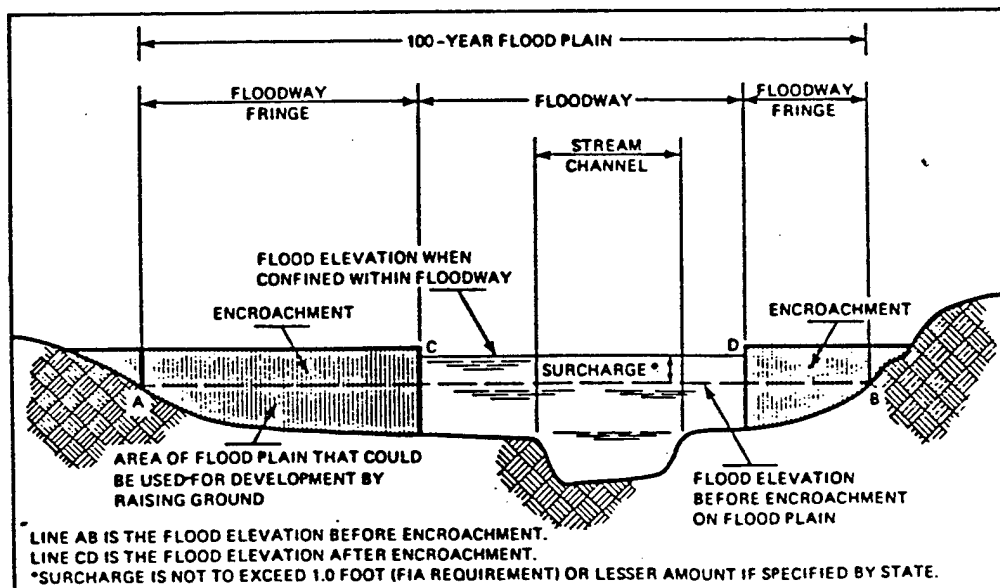 100-YEAR FLOOD PLAIN
FLOODWAY
FRINGE
FLOODWAY
FLOODWAY
FRINGE
STREAM
CHANNEL
FLOOD ELEVATION WHEN
CONFINED WITHIN FLOODWAY
ENCROACHMENT
ENCROACHMENT
C
D
SURCHARGE*
A
B
AREA OF FLOOD PLAIN THAT COULD
BE USED FOR DEVELOPMENT BY
RAISING GROUND
FLOOD ELEVATION
BEFORE ENCROACHMENT
ON FLOOD PLAIN
LINE AB IS THE FLOOD ELEVATION BEFORE ENCROACHMENT.
LINE CD IS THE FLOOD ELEVATION AFTER ENCROACHMENT.
*SURCHARGE IS NOT TO EXCEED 1.0 FOOT (FIA REQUIREMENT) OR LESSER AMOUNT IF SPECIFIED BY STATE.